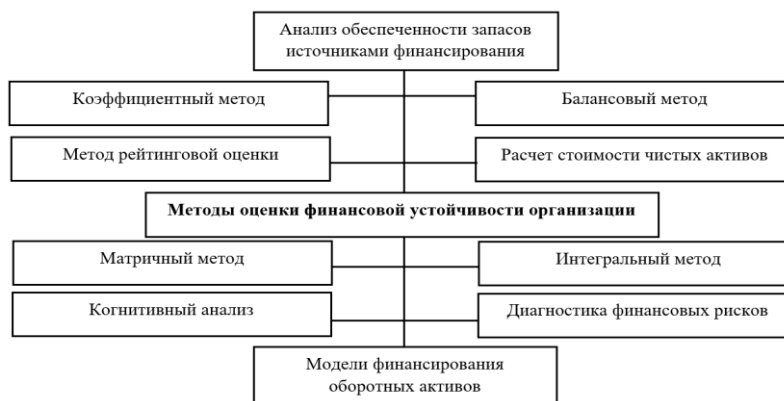 Анализ обеспеченности запасов
источниками финансирования
Коэффициентный метод
Балансовый метод
Метод рейтинговой оценки
Расчет стоимости чистых активов
Методы оценки финансовой устойчивости организации
Матричный метод
Интегральный метод
Когнитивный анализ
Диагностика финансовых рисков
Модели финансирования
оборотных активов